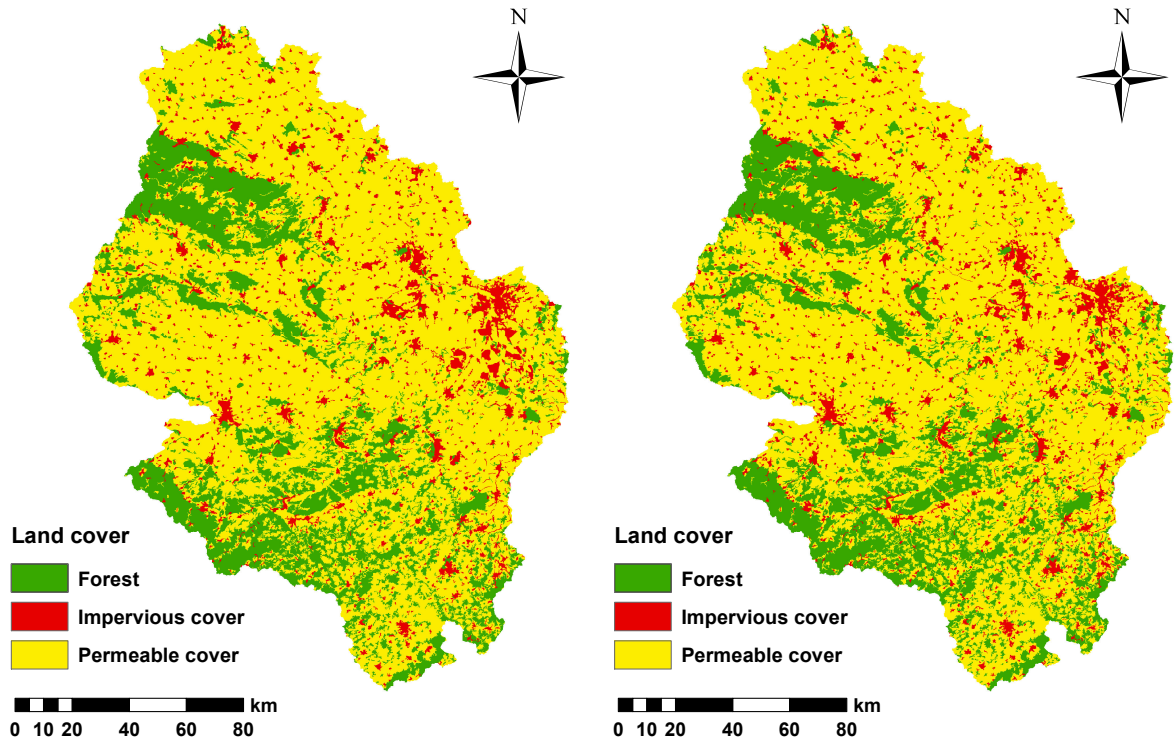 N
Land cover
Forest
Impervious cover
Permeable cover
km
0 10 20 40 60 80
N
Land cover
Forest
Impervious cover
Permeable cover
km
0 10 20 40 60 80